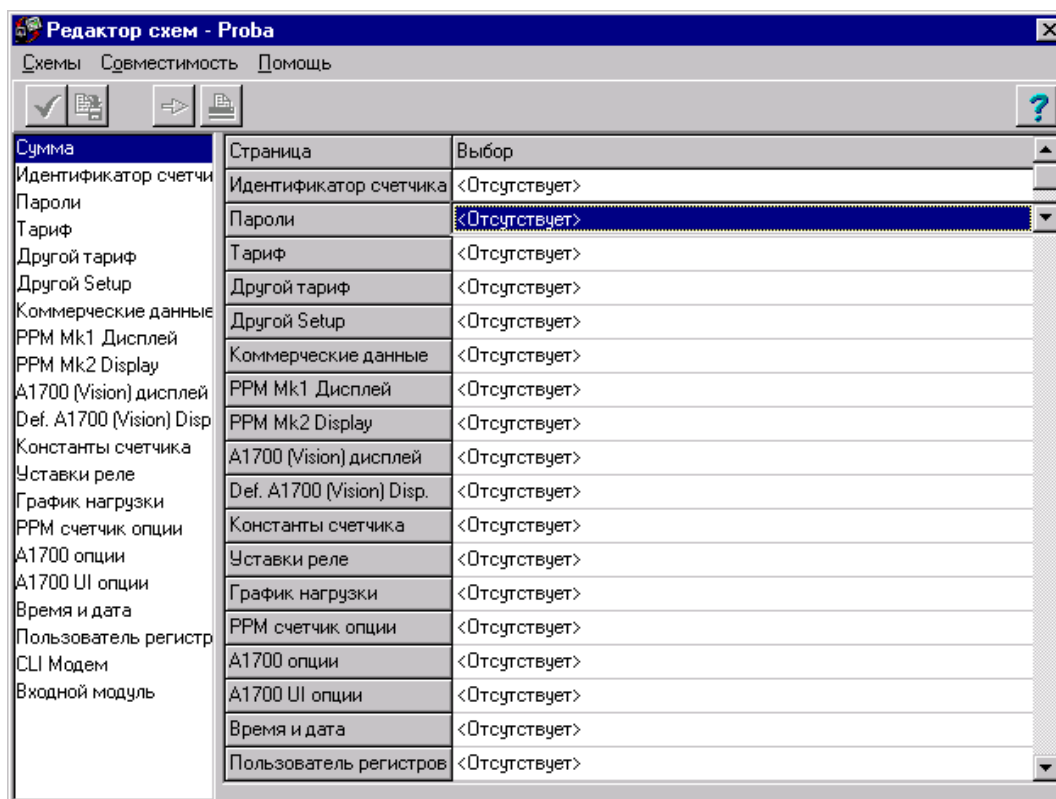 Редактор схем - Proba
Схемы Совместимость Помощь
Сумма
Идентификатор счетчи
Пароли
Тариф
Другой тариф
Другой Setup
Коммерческие данные
PPM Mk1 Дисплей
PPM Mk2 Display
A1700 (Vision) дисплей
Def. A1700 (Vision) Disp
Константы счетчика
Уставки реле
График нагрузки
PPM счетчик опции
A1700 опции
A1700 UI опции
Время и дата
Пользователь регистр
CLI Модем
Входной модуль
Страница Выбор
Идентификатор счетчика <Отсутствует>
Пароли <Отсутствует>
Тариф <Отсутствует>
Другой тариф <Отсутствует>
Другой Setup <Отсутствует>
Коммерческие данные <Отсутствует>
PPM Mk1 Дисплей <Отсутствует>
PPM Mk2 Display <Отсутствует>
A1700 (Vision) дисплей <Отсутствует>
Def. A1700 (Vision) Disp. <Отсутствует>
Константы счетчика <Отсутствует>
Уставки реле <Отсутствует>
График нагрузки <Отсутствует>
PPM счетчик опции <Отсутствует>
A1700 опции <Отсутствует>
A1700 UI опции <Отсутствует>
Время и дата <Отсутствует>
Пользователь регистров <Отсутствует>